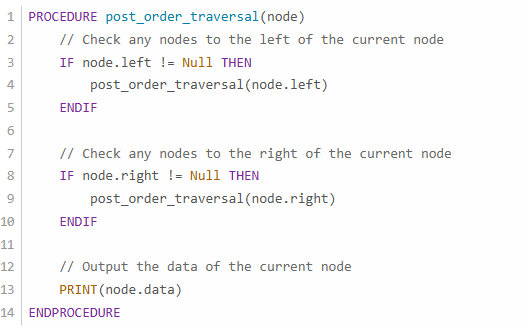 1 PROCEDURE post_order_traversal(node)
2 // Check any nodes to the left of the current node
3 IF node.left != Null THEN
4 post_order_traversal(node.left)
5 ENDIF
6
7 // Check any nodes to the right of the current node
8 IF node.right != Null THEN
9 post_order_traversal(node.right)
10 ENDIF
11
12 // Output the data of the current node
13 PRINT(node.data)
14 ENDPROCEDURE